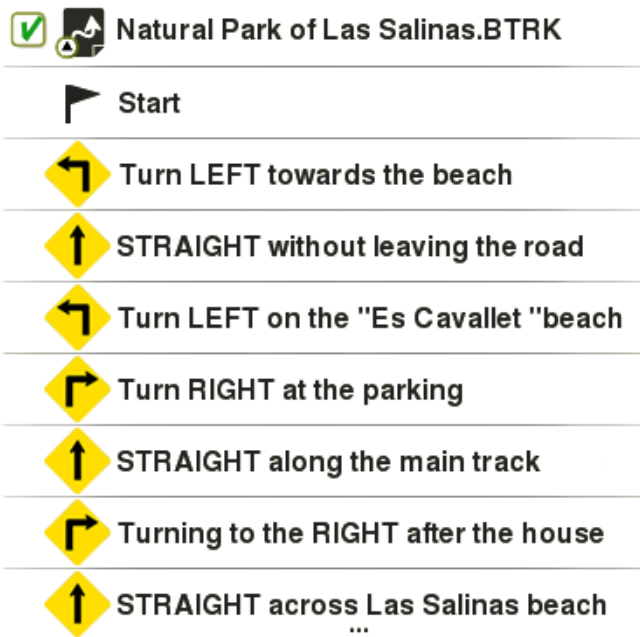 Natural Park of Las Salinas.BTRK
Start
Turn LEFT towards the beach
STRAIGHT without leaving the road
Turn LEFT on the "Es Cavallet "beach
Turn RIGHT at the parking
STRAIGHT along the main track
Turning to the RIGHT after the house
STRAIGHT across Las Salinas beach
...